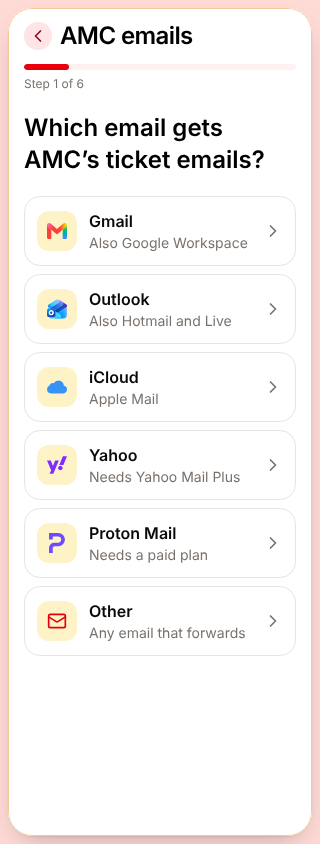 AMC emails
Step 1 of 6
Which email gets
AMC’s ticket emails?
Gmail
Also Google Workspace
Outlook
Also Hotmail and Live
iCloud
Apple Mail
y!
Yahoo
Needs Yahoo Mail Plus
Proton Mail
Needs a paid plan
Other
Any email that forwards